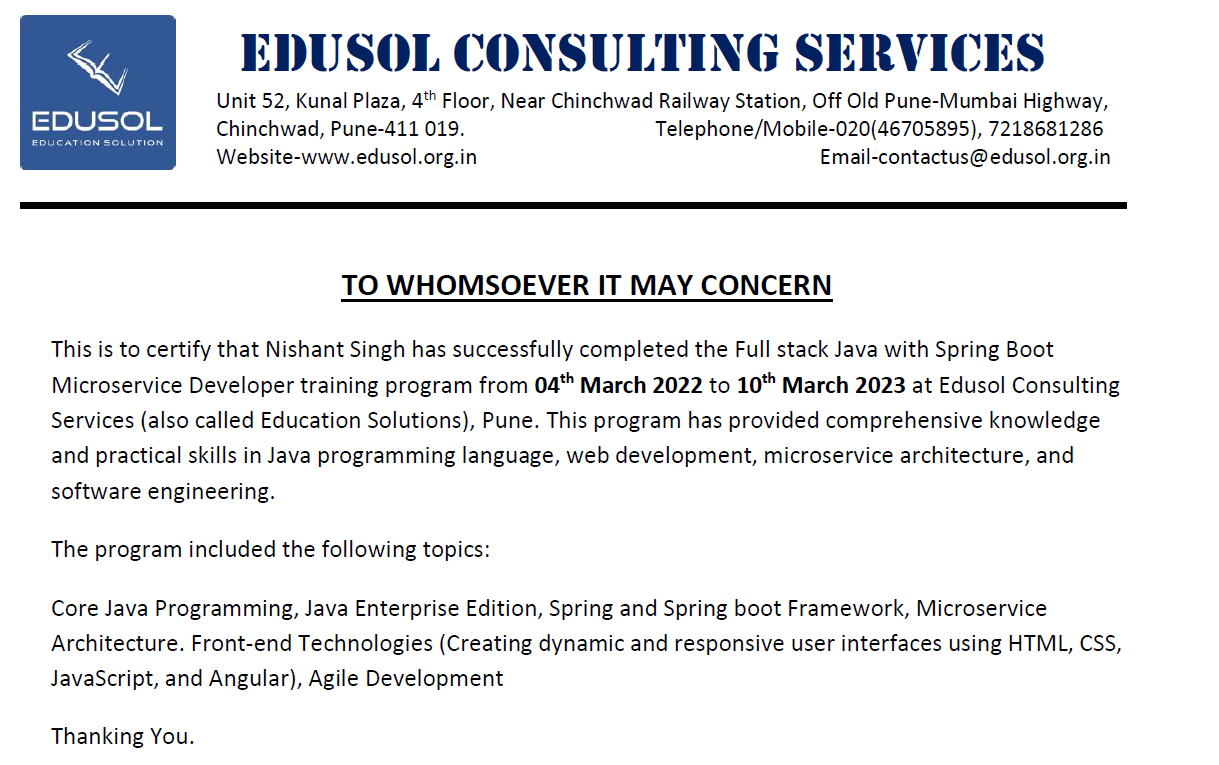 EDUSOL
EDUCATION SOLUTION
EDUSOL CONSULTING SERVICES
Unit 52, Kunal Plaza, 4th Floor, Near Chinchwad Railway Station, Off Old Pune-Mumbai Highway,
Chinchwad, Pune-411 019. Telephone/Mobile-020(46705895), 7218681286
Website-www.edusol.org.in Email-contactus@edusol.org.in
TO WHOMSOEVER IT MAY CONCERN
This is to certify that Nishant Singh has successfully completed the Full stack Java with Spring Boot
Microservice Developer training program from 04th March 2022 to 10th March 2023 at Edusol Consulting
Services (also called Education Solutions), Pune. This program has provided comprehensive knowledge
and practical skills in Java programming language, web development, microservice architecture, and
software engineering.
The program included the following topics:
Core Java Programming, Java Enterprise Edition, Spring and Spring boot Framework, Microservice
Architecture. Front-end Technologies (Creating dynamic and responsive user interfaces using HTML, CSS,
JavaScript, and Angular), Agile Development
Thanking You.